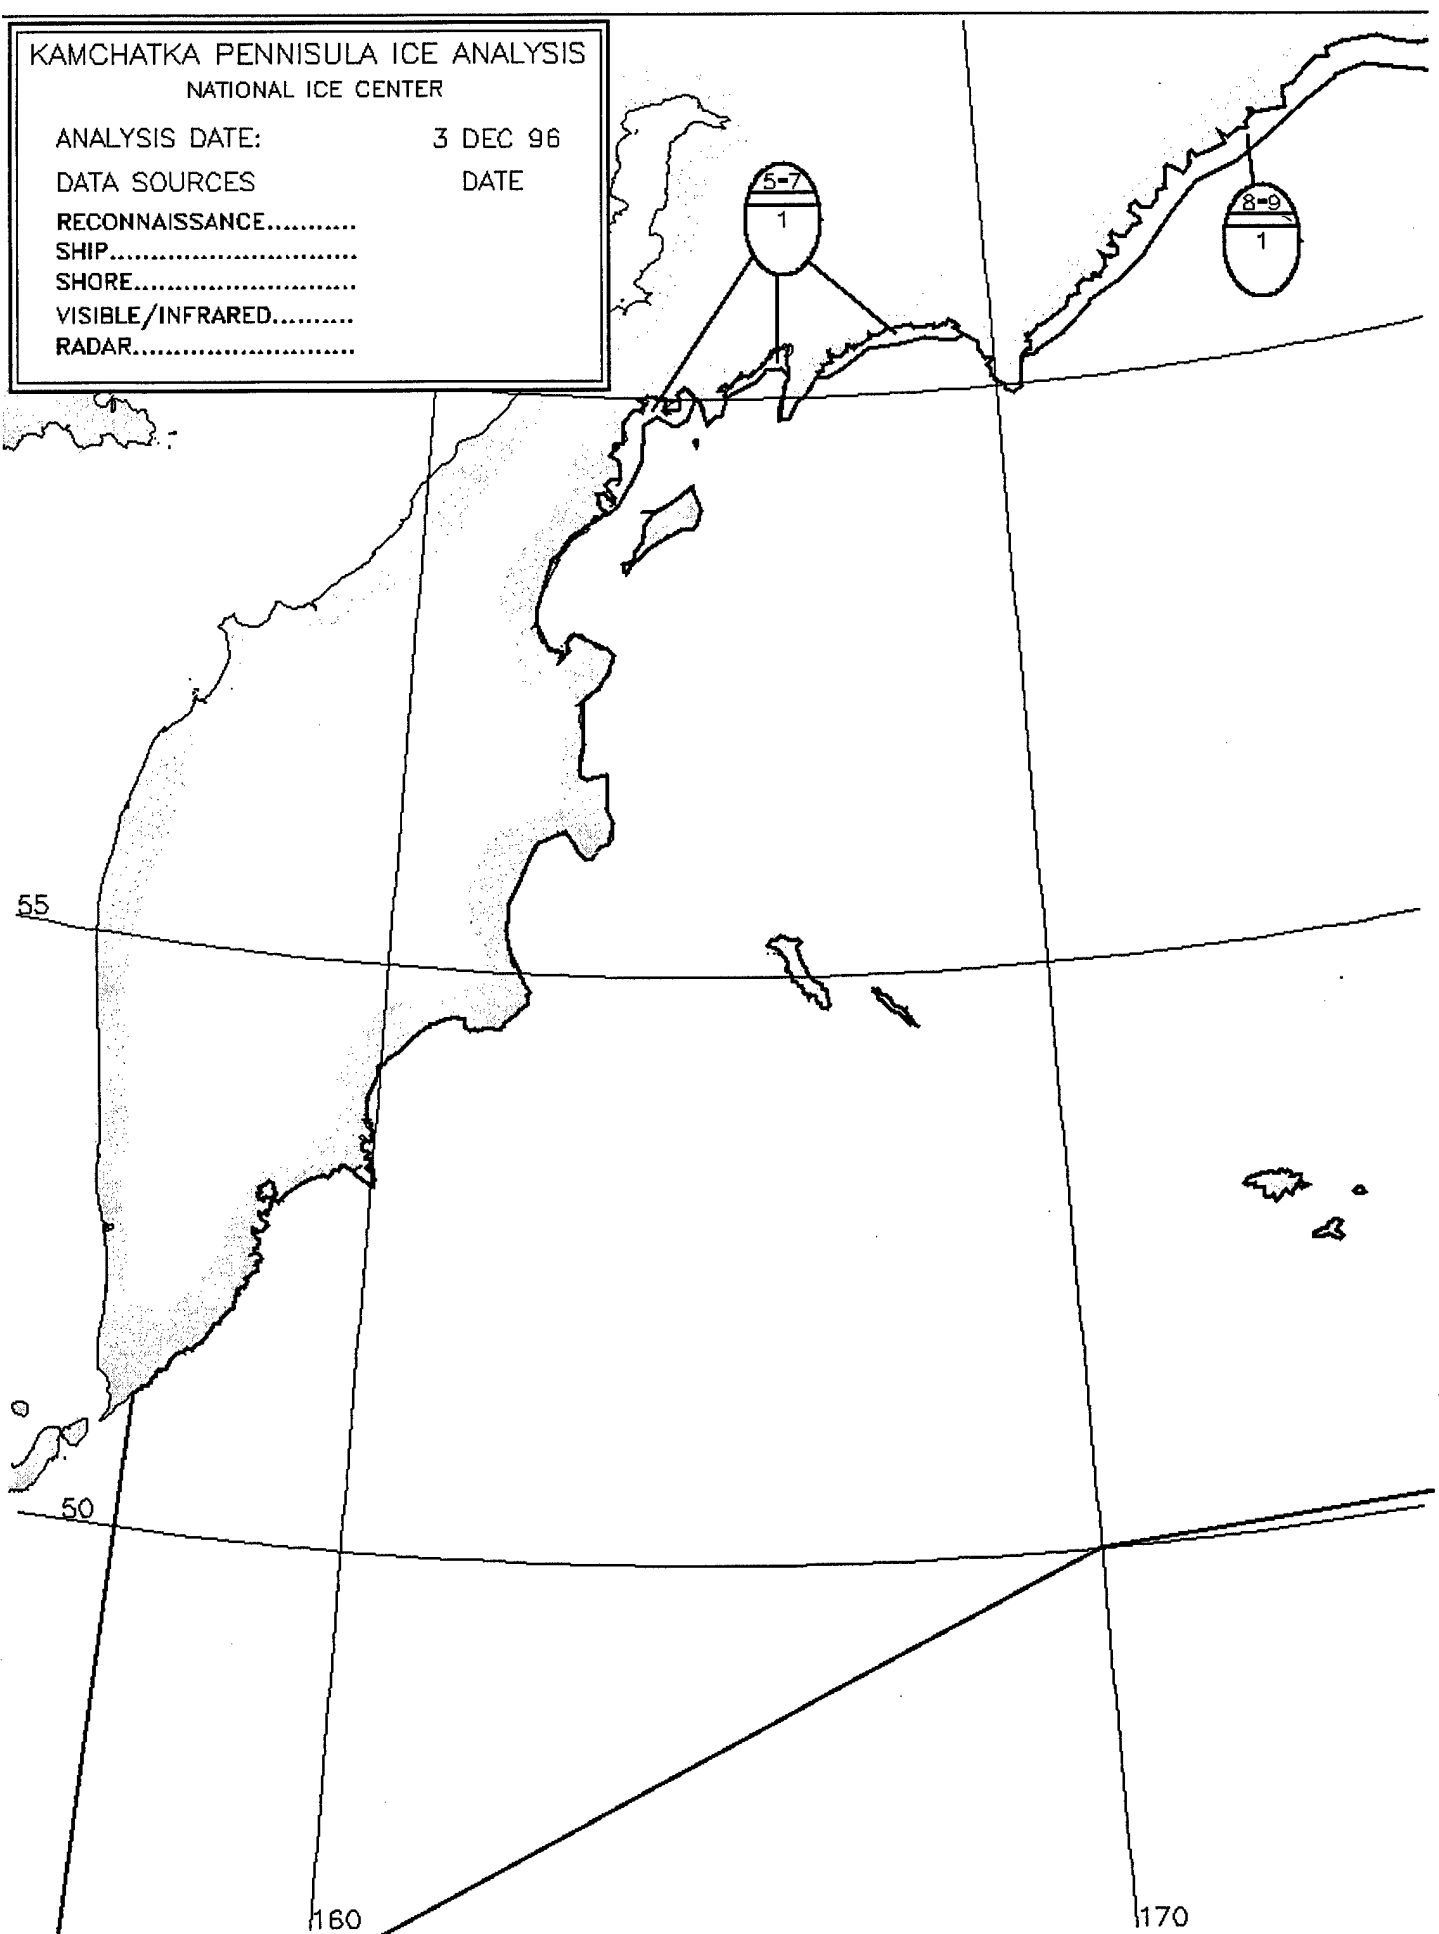 KAMCHATKA PENNISULA ICE ANALYSIS
NATIONAL ICE CENTER
ANALYSIS DATE: 3 DEC 96
DATA SOURCES DATE
RECONNAISSANCE...........
SHIP............................
SHORE.........................
VISIBLE/INFRARED..........
RADAR.........................
5-7
1
8-9
1
55
50
160
170